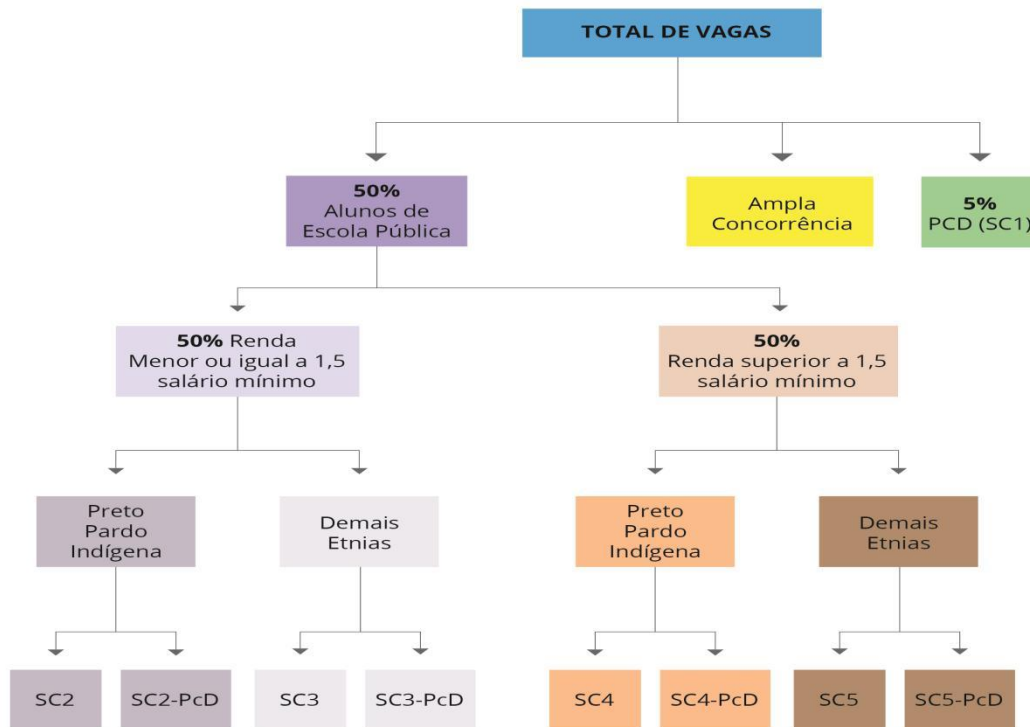 TOTAL DE VAGAS
50%
Alunos de
Escola Pública
Ampla
Concorrência
5%
PCD (SC1)
50% Renda
Menor ou igual a 1,5
salário mínimo
50%
Renda superior a 1,5
salário mínimo
Preto
Pardo
Indígena
Demais
Etnias
Preto
Pardo
Indígena
Demais
Etnias
SC2
SC2-PcD
SC3
SC3-PcD
SC4
SC4-PcD
SC5
SC5-PcD